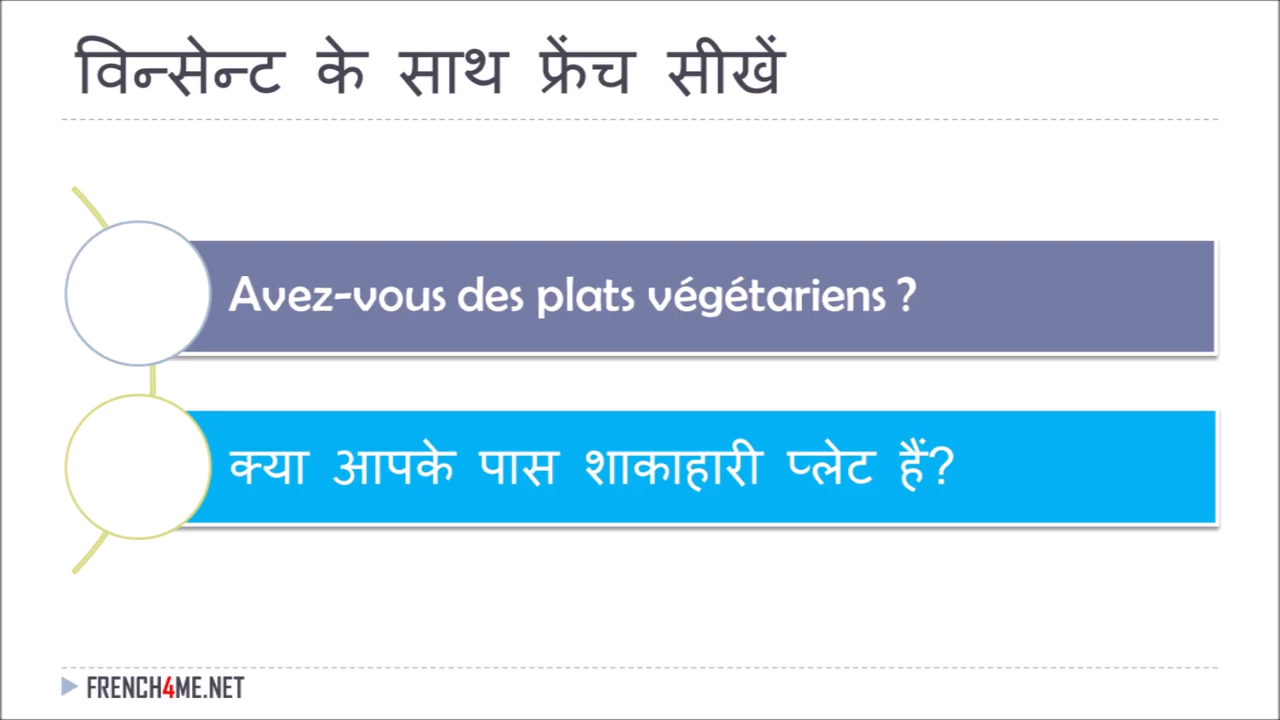 विन्सेन्ट के साथ फ्रेंच सीखें
Avez-vous des plats végétariens ?
क्या आपके पास शाकाहारी प्लेट हैं?
FRENCH4ME.NET